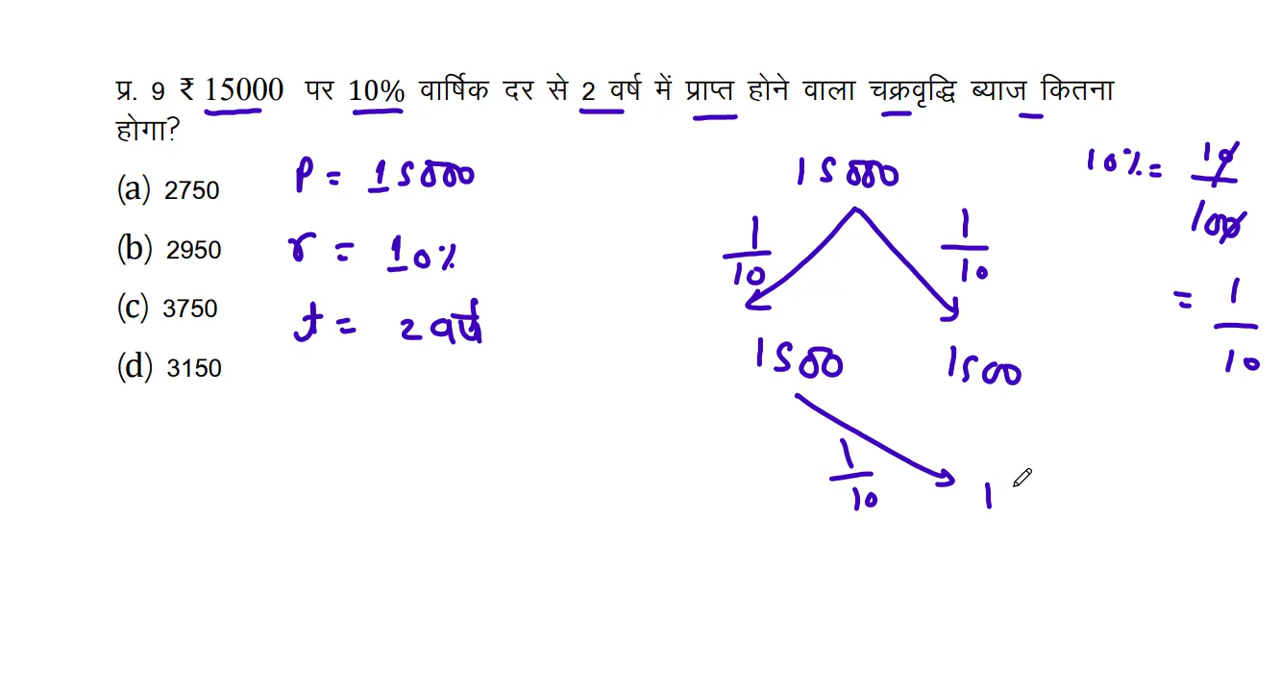 प्र. 9 ₹ 15000 पर 10% वार्षिक दर से 2 वर्ष में प्राप्त होने वाला चक्रवृद्धि ब्याज कितना
होगा?
(a) 2750
(b) 2950
(c) 3750
(d) 3150
P = 15000
r = 10%
t = 2 वर्ष
15000
1/10 1/10
1500 1500
1/10 1
10% = 10/100
= 1/10